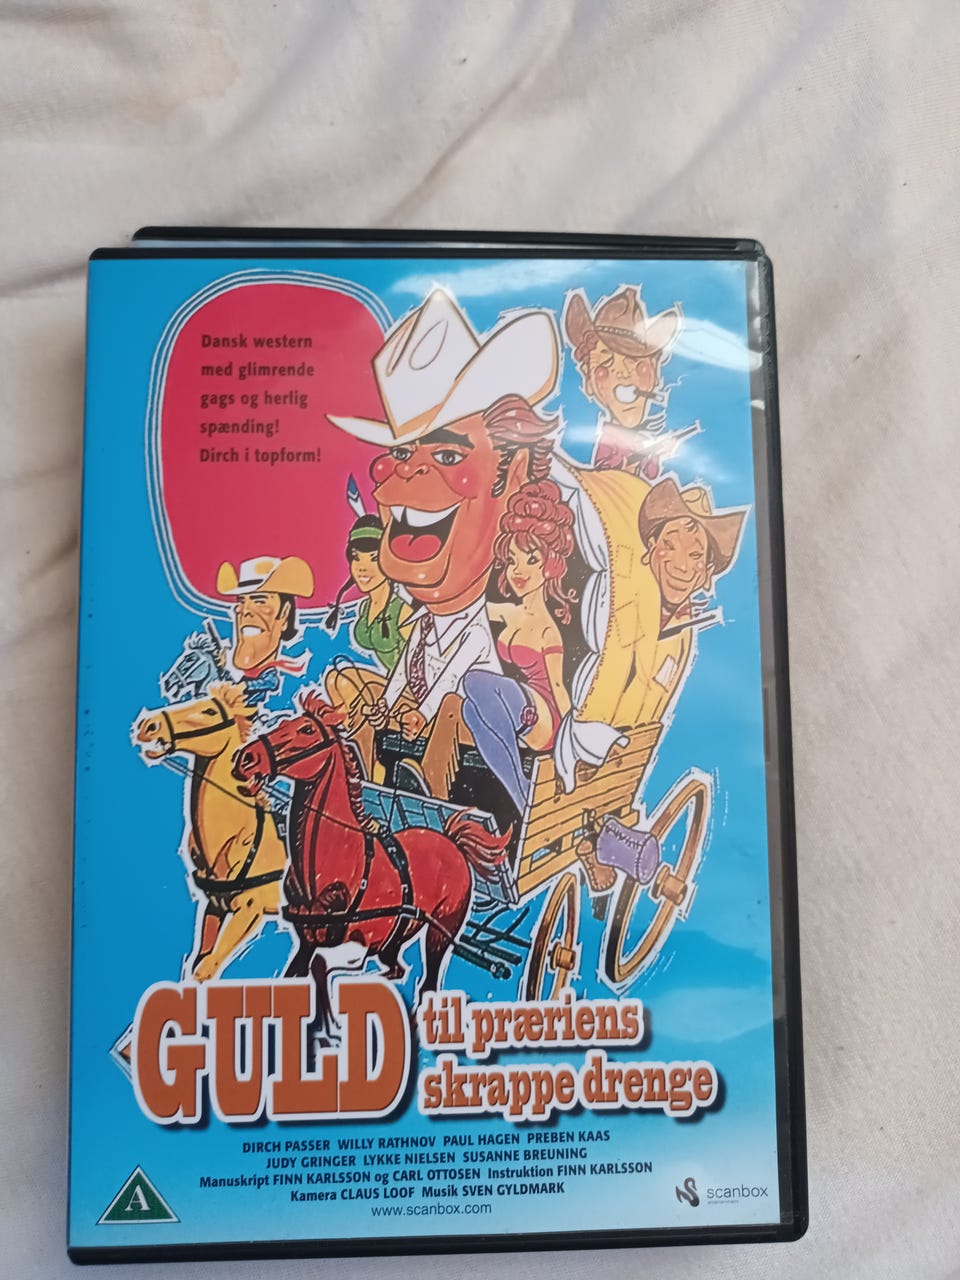 Dansk western
med glimrende
gags og herlig
spænding!
Dirch i topform!
GULD til præriens
skrappe drenge
DIRCH PASSER WILLY RATHNOV PAUL HAGEN PREBEN KAAS
JUDY GRINGER LYKKE NIELSEN SUSANNE BREUNING
Manuskript FINN KARLSSON og CARL OTTOSEN Instruktion FINN KARLSSON
Kamera CLAUS LOOF Musik SVEN GYLDMARK
www.scanbox.com
A
scanbox
entertainment